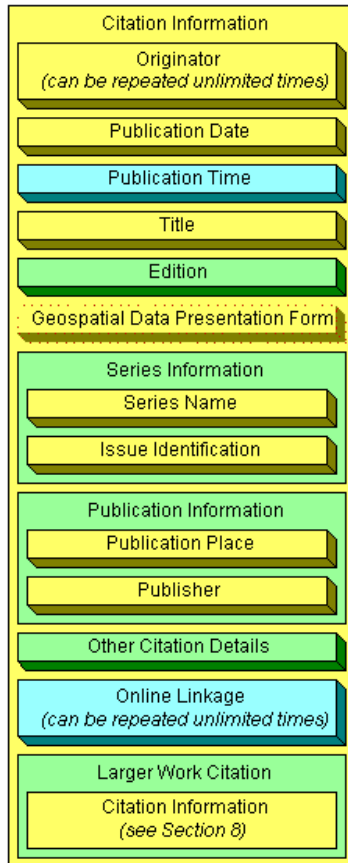 Citation Information
Originator
(can be repeated unlimited times)
Publication Date
Publication Time
Title
Edition
Geospatial Data Presentation Form
Series Information
Series Name
Issue Identification
Publication Information
Publication Place
Publisher
Other Citation Details
Online Linkage
(can be repeated unlimited times)
Larger Work Citation
Citation Information
(see Section 8)